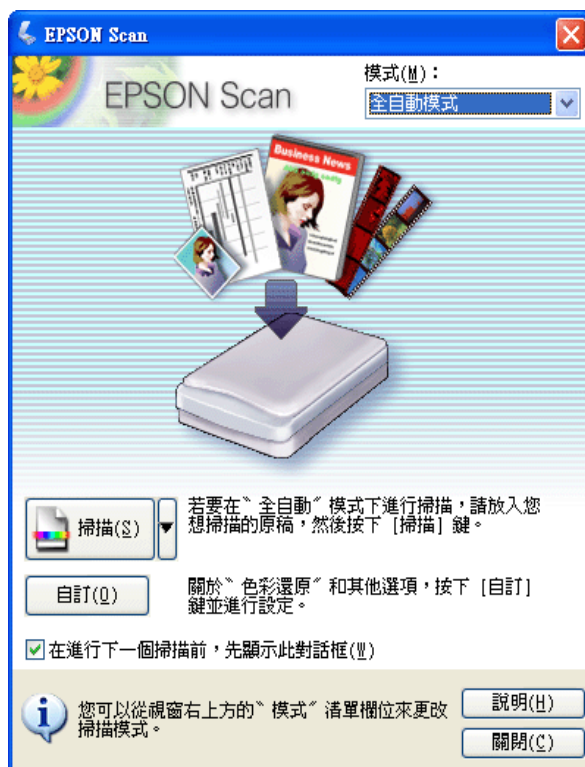 EPSON Scan
EPSON Scan
模式(M):
全自動模式
Business News
掃描(S)
若要在〝全自動〞模式下進行掃描,請放入您
想掃描的原稿,然後按下 [掃描] 鍵。
自訂(O)
關於〝色彩還原〞和其他選項,按下 [自訂]
鍵並進行設定。
在進行下一個掃描前,先顯示此對話框(W)
您可以從視窗右上方的〝模式〞清單欄位來更改
掃描模式。
說明(H)
關閉(C)